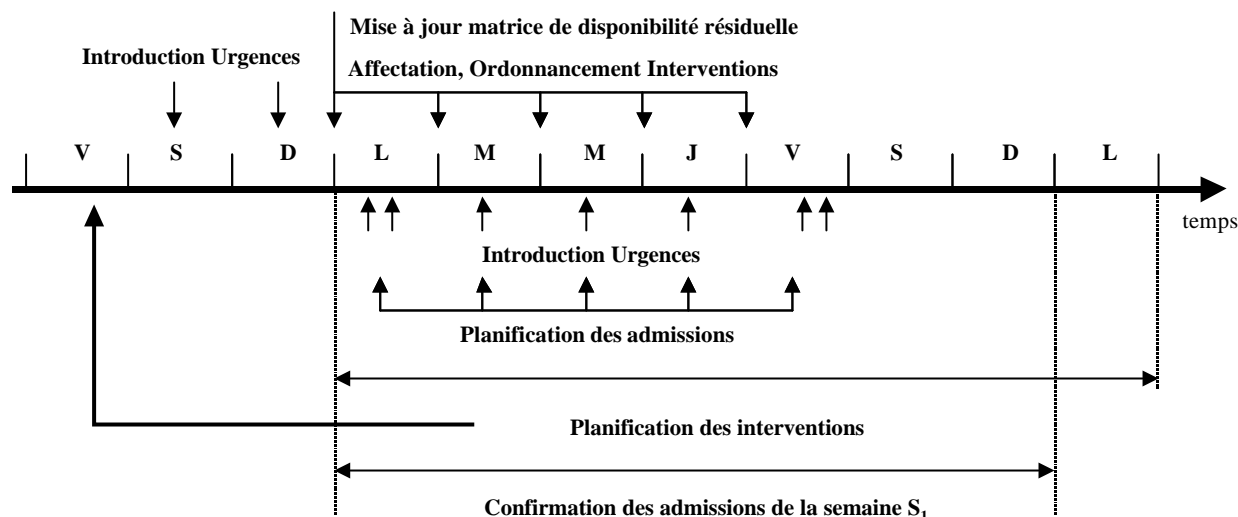 Mise à jour matrice de disponibilité résiduelle
Introduction Urgences
Affectation, Ordonnancement Interventions
V S D L M M J V S D L
temps
Introduction Urgences
Planification des admissions
Planification des interventions
Confirmation des admissions de la semaine S₁